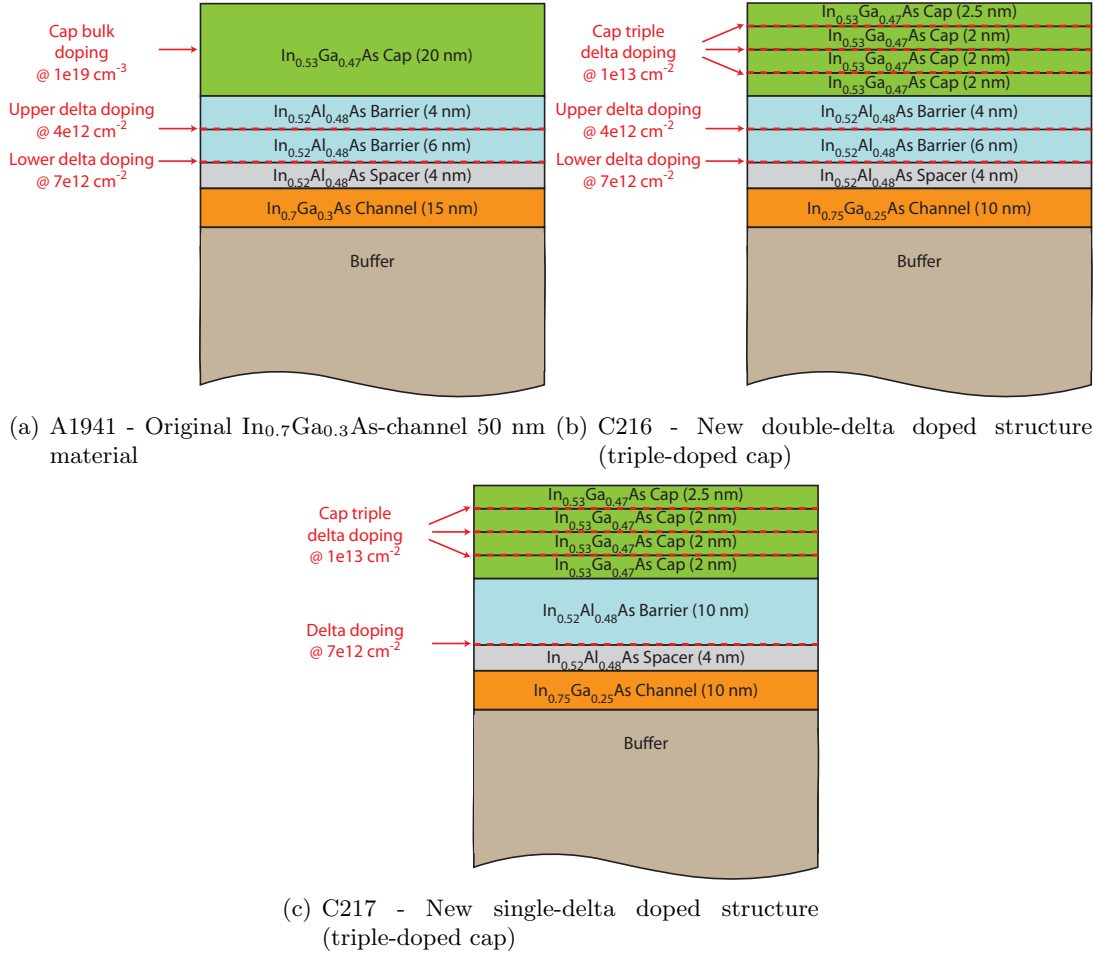 Cap bulk
doping
@ 1e19 cm⁻³
In₀.₅₃Ga₀.₄₇As Cap (20 nm)
Upper delta doping
@ 4e12 cm⁻²
In₀.₅₂Al₀.₄₈As Barrier (4 nm)
Lower delta doping
@ 7e12 cm⁻²
In₀.₅₂Al₀.₄₈As Barrier (6 nm)
In₀.₅₂Al₀.₄₈As Spacer (4 nm)
In₀.₇Ga₀.₃As Channel (15 nm)
Buffer
(a) A1941 - Original In₀.₇Ga₀.₃As-channel 50 nm
material
Cap triple
delta doping
@ 1e13 cm⁻²
In₀.₅₃Ga₀.₄₇As Cap (2.5 nm)
In₀.₅₃Ga₀.₄₇As Cap (2 nm)
In₀.₅₃Ga₀.₄₇As Cap (2 nm)
In₀.₅₃Ga₀.₄₇As Cap (2 nm)
Upper delta doping
@ 4e12 cm⁻²
In₀.₅₂Al₀.₄₈As Barrier (4 nm)
Lower delta doping
@ 7e12 cm⁻²
In₀.₅₂Al₀.₄₈As Barrier (6 nm)
In₀.₅₂Al₀.₄₈As Spacer (4 nm)
In₀.₇₅Ga₀.₂₅As Channel (10 nm)
Buffer
(b) C216 - New double-delta doped structure
(triple-doped cap)
Cap triple
delta doping
@ 1e13 cm⁻²
In₀.₅₃Ga₀.₄₇As Cap (2.5 nm)
In₀.₅₃Ga₀.₄₇As Cap (2 nm)
In₀.₅₃Ga₀.₄₇As Cap (2 nm)
In₀.₅₃Ga₀.₄₇As Cap (2 nm)
In₀.₅₂Al₀.₄₈As Barrier (10 nm)
Delta doping
@ 7e12 cm⁻²
In₀.₅₂Al₀.₄₈As Spacer (4 nm)
In₀.₇₅Ga₀.₂₅As Channel (10 nm)
Buffer
(c) C217 - New single-delta doped structure
(triple-doped cap)